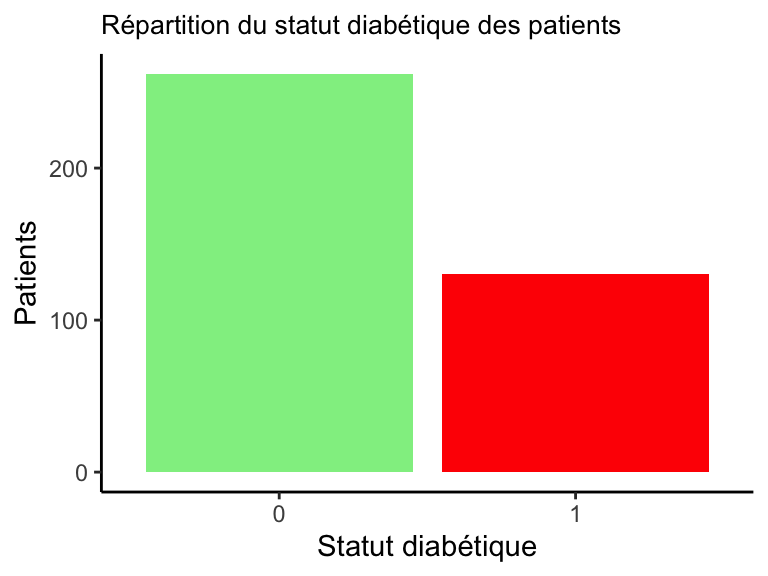 Répartition du statut diabétique des patients
200
100
0
Patients
0 1
Statut diabétique